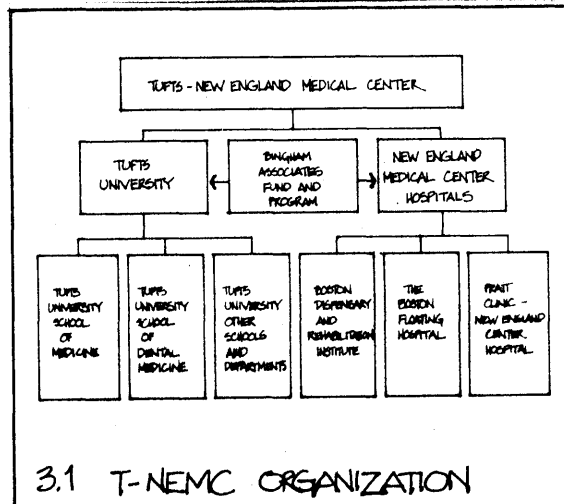 TUFTS - NEW ENGLAND MEDICAL CENTER
TUFTS
UNIVERSITY
BINGHAM
ASSOCIATES
FUND AND
PROGRAM
NEW ENGLAND
MEDICAL CENTER
HOSPITALS
TUFTS
UNIVERSITY
SCHOOL
OF
MEDICINE
TUFTS
UNIVERSITY
SCHOOL
OF
DENTAL
MEDICINE
TUFTS
UNIVERSITY
OTHER
SCHOOLS
AND
DEPARTMENTS
BOSTON
DISPENSARY
AND
REHABILITATION
INSTITUTE
THE
BOSTON
FLOATING
HOSPITAL
PRATT
CLINIC -
NEW ENGLAND
CENTER
HOSPITAL
3.1 T-NEMC ORGANIZATION